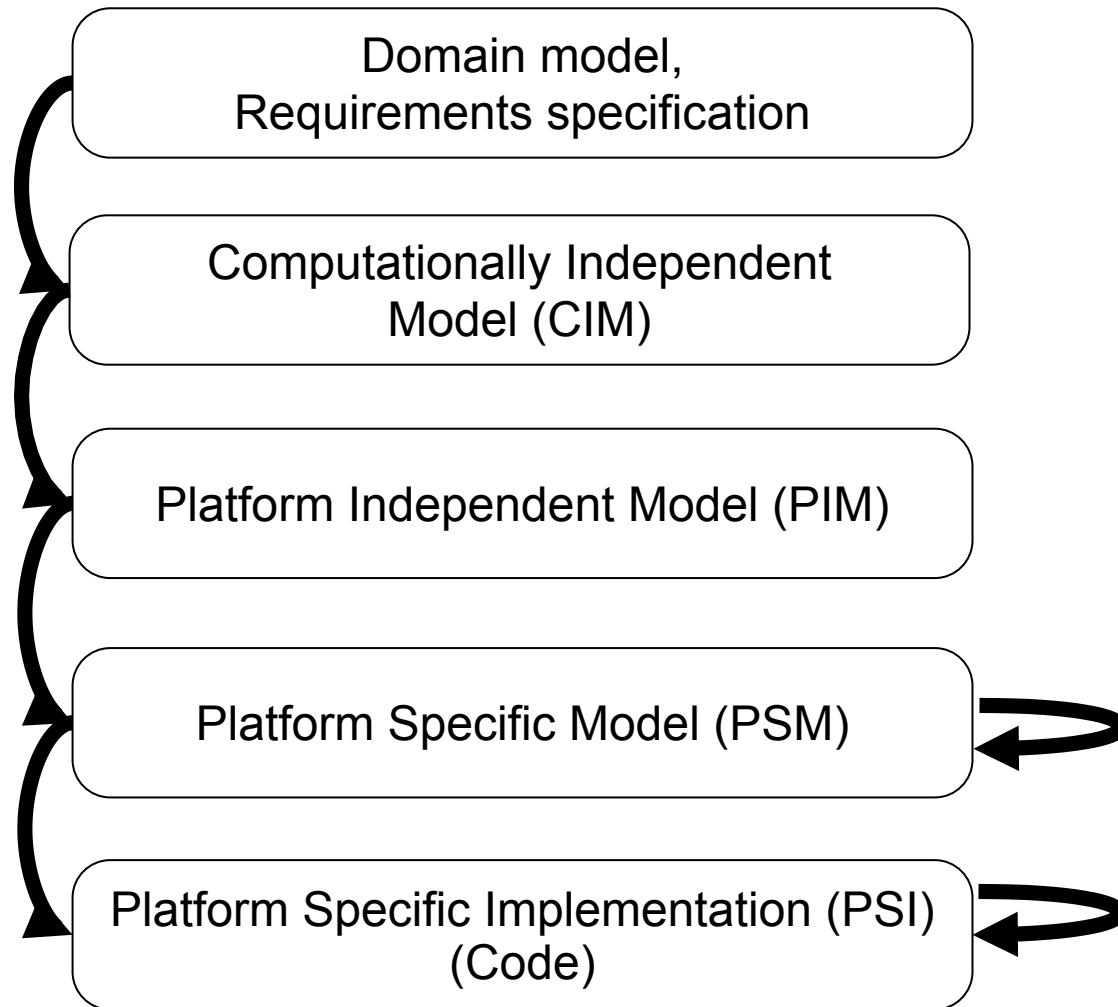 Domain model,
Requirements specification
Computationally Independent
Model (CIM)
Platform Independent Model (PIM)
Platform Specific Model (PSM)
Platform Specific Implementation (PSI)
(Code)